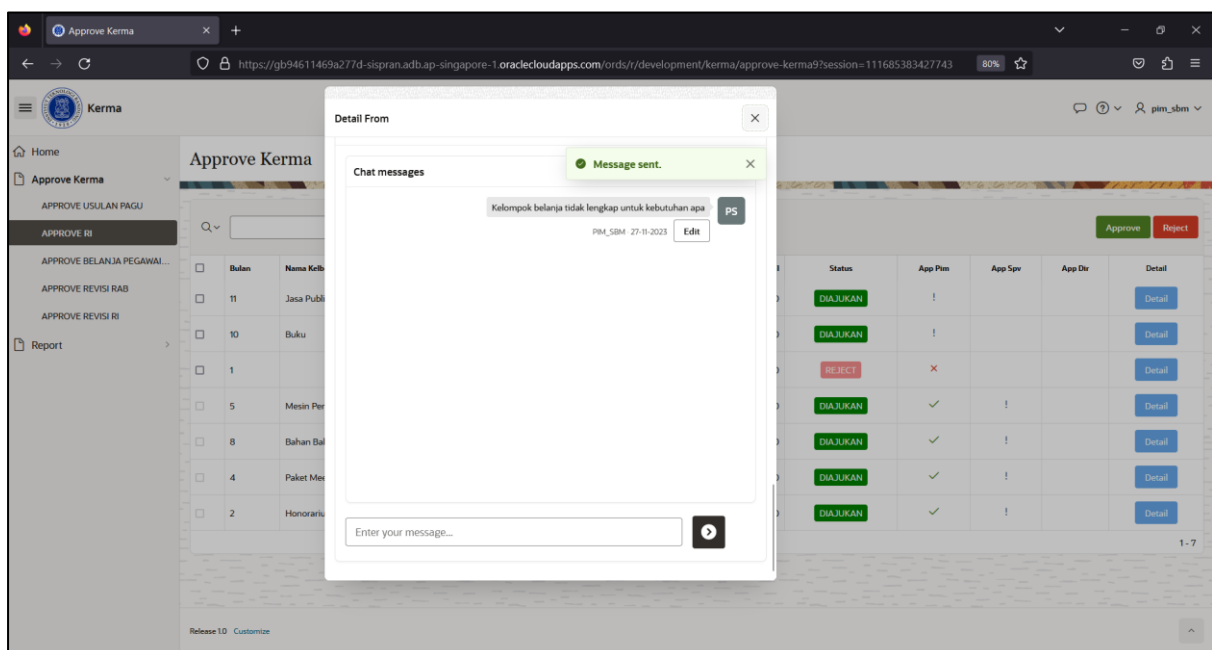 Approve Kerma
https://gb94611469a277d-sispran.adb.ap-singapore-1.oraclecloudapps.com/ords/r/development/kerma/approve-kerma9?session=111685383427743
80%
Kerma
pim_sbm
Home
Approve Kerma
APPROVE USULAN PAGU
APPROVE RI
APPROVE BELANJA PEGAWAI...
APPROVE REVISI RAB
APPROVE REVISI RI
Report
Approve Kerma
Detail From
Message sent.
Chat messages
Kelompok belanja tidak lengkap untuk kebutuhan apa
PS
PIM_SBM · 27-11-2023 Edit
Enter your message...
Approve Reject
Bulan Nama Kelb Status App Pim App Spv App Dir Detail
11 Jasa Publi DIAJUKAN ! Detail
10 Buku DIAJUKAN ! Detail
1 REJECT Detail
5 Mesin Per DIAJUKAN ! Detail
8 Bahan Bal DIAJUKAN ! Detail
4 Paket Mee DIAJUKAN ! Detail
2 Honorariu DIAJUKAN ! Detail
1 - 7
Release 1.0 Customize